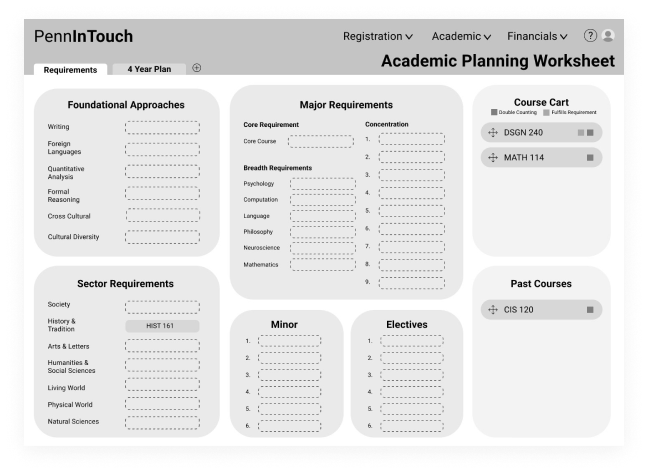 PennInTouch
Registration Academic Financials ?
Academic Planning Worksheet
Requirements 4 Year Plan
Foundational Approaches
Writing
Foreign
Languages
Quantitative
Analysis
Formal
Reasoning
Cross Cultural
Cultural Diversity
Sector Requirements
Society
History &
Tradition
HIST 161
Arts & Letters
Humanities &
Social Sciences
Living World
Physical World
Natural Sciences
Major Requirements
Core Requirement
Core Course
Breadth Requirements
Psychology
Computation
Language
Philosophy
Neuroscience
Mathematics
Concentration
1.
2.
3.
4.
5.
6.
7.
8.
9.
Minor
1.
2.
3.
4.
5.
6.
Electives
1.
2.
3.
4.
5.
6.
Course Cart
Double Counting Fulfills Requirement
DSGN 240
MATH 114
Past Courses
CIS 120